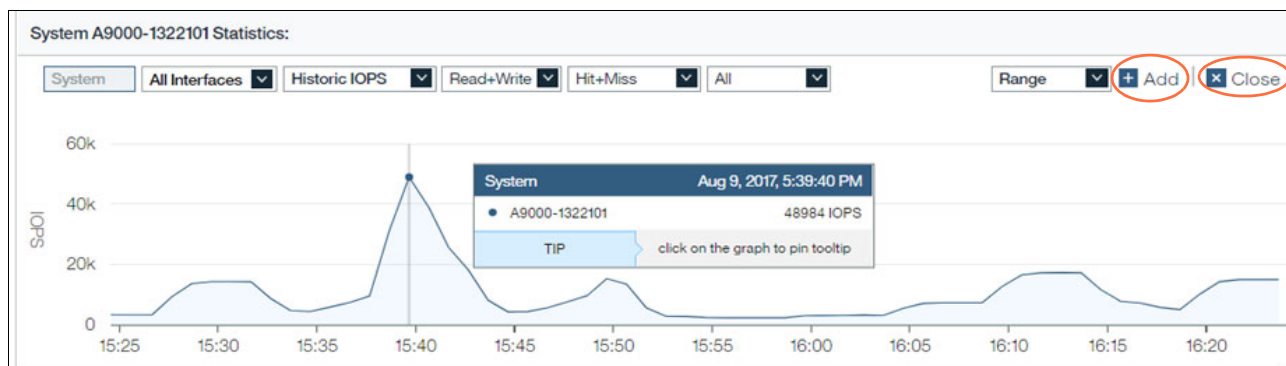 System A9000-1322101 Statistics:
System All Interfaces Historic IOPS Read+Write Hit+Miss All Range + Add × Close
60k
System Aug 9, 2017, 5:39:40 PM
40k
A9000-1322101 48984 IOPS
IOPS
TIP click on the graph to pin tooltip
20k
0
15:25 15:30 15:35 15:40 15:45 15:50 15:55 16:00 16:05 16:10 16:15 16:20